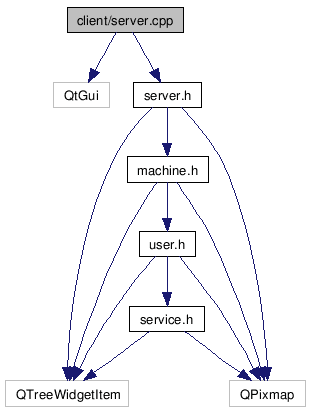 client/server.cpp
QtGui
server.h
machine.h
user.h
service.h
QTreeWidgetItem
QPixmap